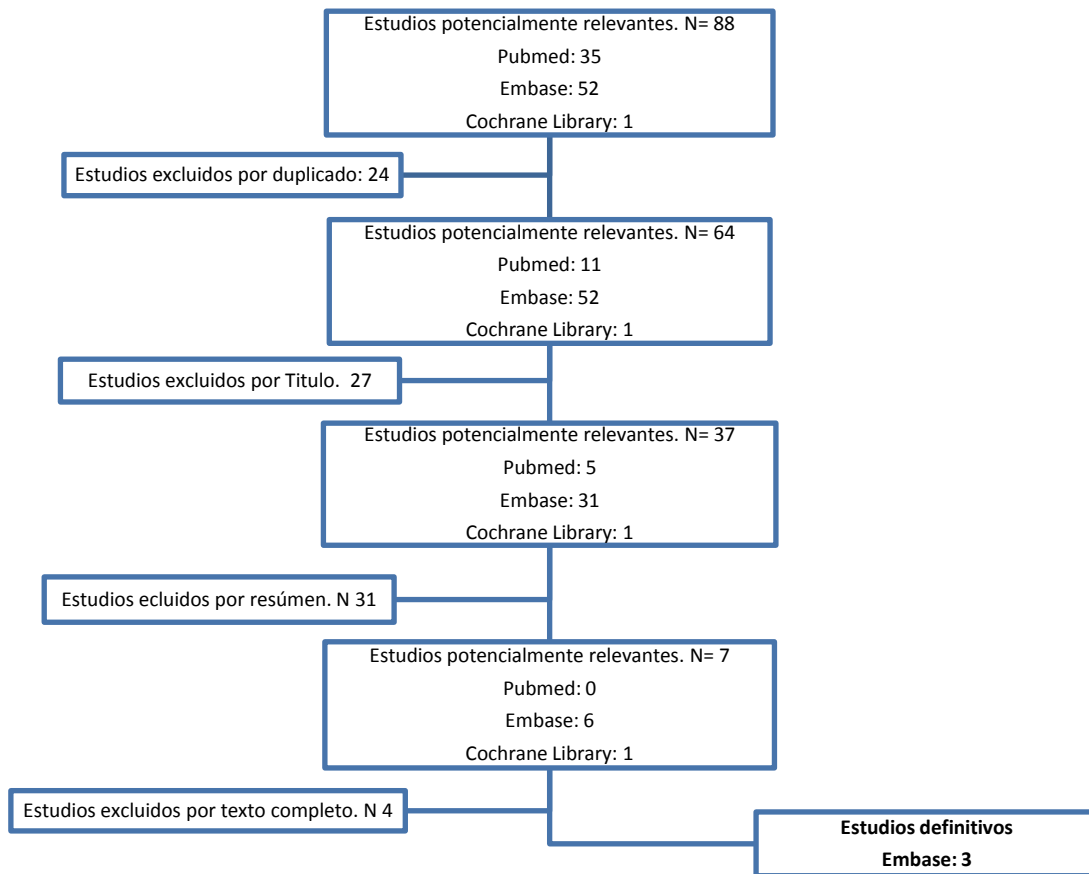 Estudios potencialmente relevantes. N= 88
Pubmed: 35
Embase: 52
Cochrane Library: 1
Estudios excluidos por duplicado: 24
Estudios potencialmente relevantes. N= 64
Pubmed: 11
Embase: 52
Cochrane Library: 1
Estudios excluidos por Titulo.  27
Estudios potencialmente relevantes. N= 37
Pubmed: 5
Embase: 31
Cochrane Library: 1
Estudios ecluidos por resúmen. N 31
Estudios potencialmente relevantes. N= 7
Pubmed: 0
Embase: 6
Cochrane Library: 1
Estudios excluidos por texto completo. N 4
Estudios definitivos
Embase: 3